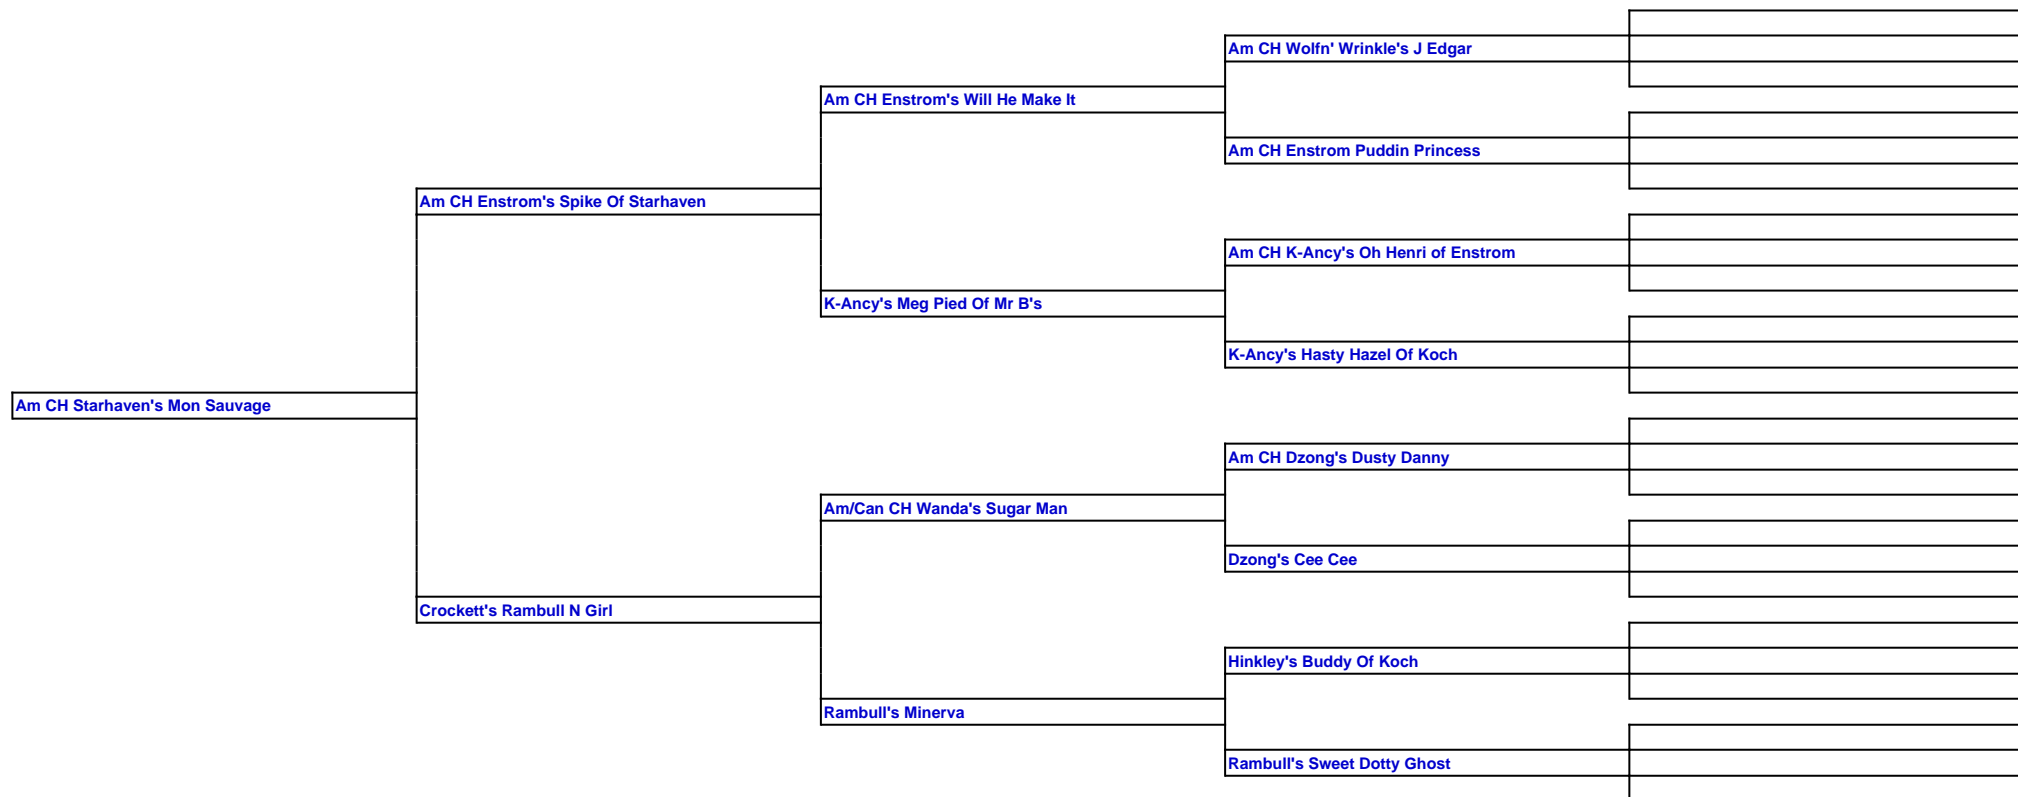 Am CH Wolfn' Wrinkle's J Edgar
Am CH Enstrom's Will He Make It
Am CH Enstrom Puddin Princess
Am CH Enstrom's Spike Of Starhaven
Am CH K-Ancy's Oh Henri of Enstrom
K-Ancy's Meg Pied Of Mr B's
K-Ancy's Hasty Hazel Of Koch
Am CH Starhaven's Mon Sauvage
Am CH Dzong's Dusty Danny
Am/Can CH Wanda's Sugar Man
Dzong's Cee Cee
Crockett's Rambull N Girl
Hinkley's Buddy Of Koch
Rambull's Minerva
Rambull's Sweet Dotty Ghost